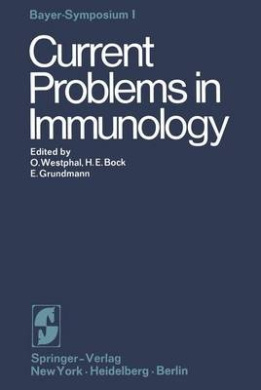 Bayer-Symposium I
Current
Problems in
Immunology
Edited by
O. Westphal, H. E. Bock
E. Grundmann
Springer-Verlag
New York · Heidelberg · Berlin